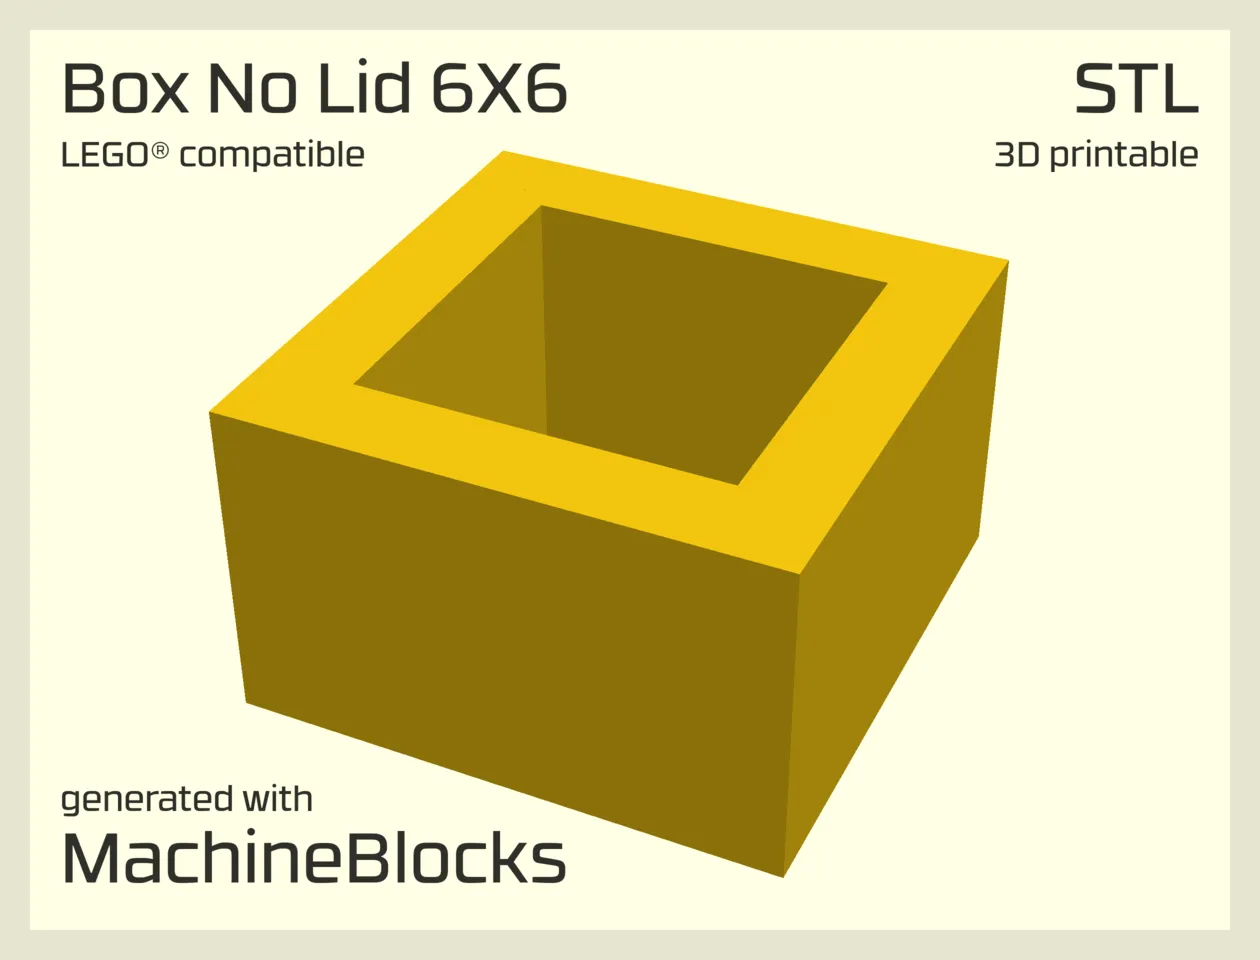 Box No Lid 6X6
LEGO® compatible
STL
3D printable
generated with
MachineBlocks